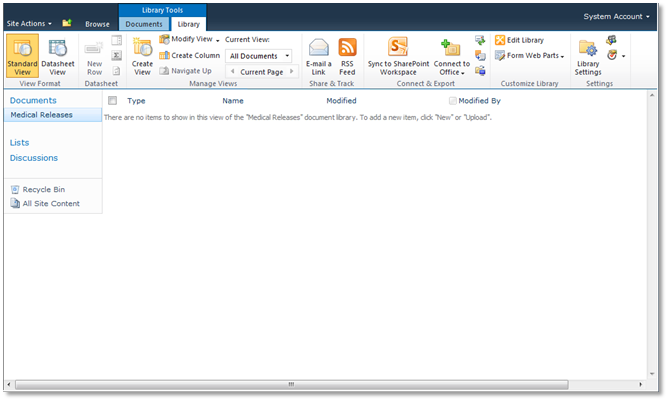 Library Tools
System Account
Site Actions
Browse
Documents
Library
Standard View
Datasheet View
New Row
Create View
Modify View
Create Column
Navigate Up
Current View:
All Documents
Current Page
E-mail a Link
RSS Feed
Sync to SharePoint Workspace
Connect to Office
Edit Library
Form Web Parts
Library Settings
View Format
Datasheet
Manage Views
Share & Track
Connect & Export
Customize Library
Settings
Documents
Medical Releases
Lists
Discussions
Recycle Bin
All Site Content
Type Name Modified Modified By
There are no items to show in this view of the "Medical Releases" document library. To add a new item, click "New" or "Upload".